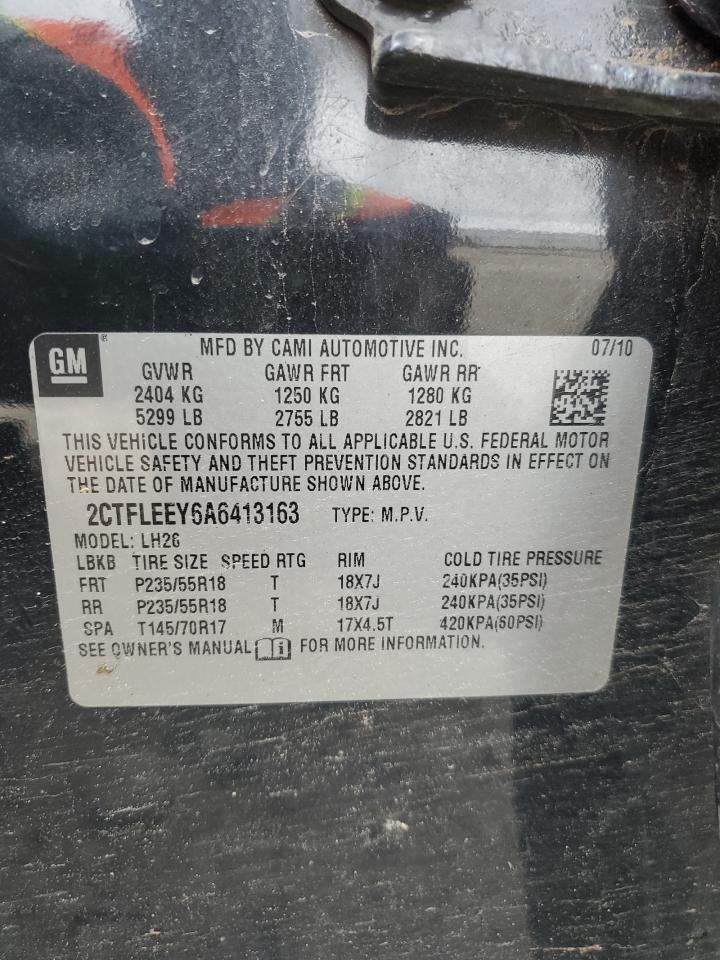 GM ® MFD BY CAMI AUTOMOTIVE INC. 07/10
GVWR GAWR FRT GAWR RR
2404 KG 1250 KG 1280 KG
5299 LB 2755 LB 2821 LB
THIS VEHICLE CONFORMS TO ALL APPLICABLE U.S. FEDERAL MOTOR
VEHICLE SAFETY AND THEFT PREVENTION STANDARDS IN EFFECT ON
THE DATE OF MANUFACTURE SHOWN ABOVE.
2CTFLEEY6A6413163 TYPE: M.P.V.
MODEL: LH26
LBKB TIRE SIZE SPEED RTG RIM COLD TIRE PRESSURE
FRT P235/55R18 T 18X7J 240KPA(35PSI)
RR P235/55R18 T 18X7J 240KPA(35PSI)
SPA T145/70R17 M 17X4.5T 420KPA(60PSI)
SEE OWNER'S MANUAL i FOR MORE INFORMATION.